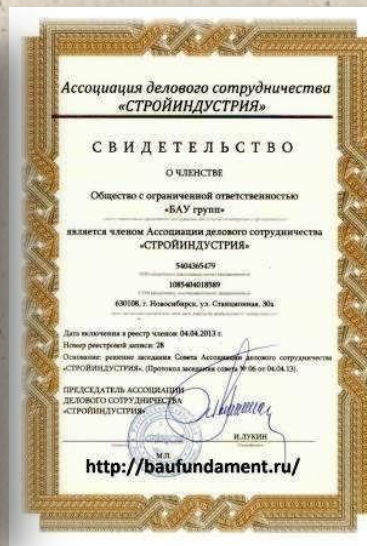 Ассоциация делового сотрудничества
«СТРОЙИНДУСТРИЯ»
СВИДЕТЕЛЬСТВО
О ЧЛЕНСТВЕ
Общество с ограниченной ответственностью
«БАУ групп»
является членом Ассоциации делового сотрудничества
«СТРОЙИНДУСТРИЯ»
5404365479
1085404018589
630108, г. Новосибирск, ул. Станционная, 30а
Дата включения в реестр членов 04.04.2013 г.
Номер реестровой записи: 28
Основание: решение заседания Совета Ассоциации делового сотрудничества
«СТРОЙИНДУСТРИЯ». (Протокол заседания совета № 06 от 04.04.13).
ПРЕДСЕДАТЕЛЬ АССОЦИАЦИИ
ДЕЛОВОГО СОТРУДНИЧЕСТВА
«СТРОЙИНДУСТРИЯ»
И.ЛУКИН
М.П.
http://baufundament.ru/